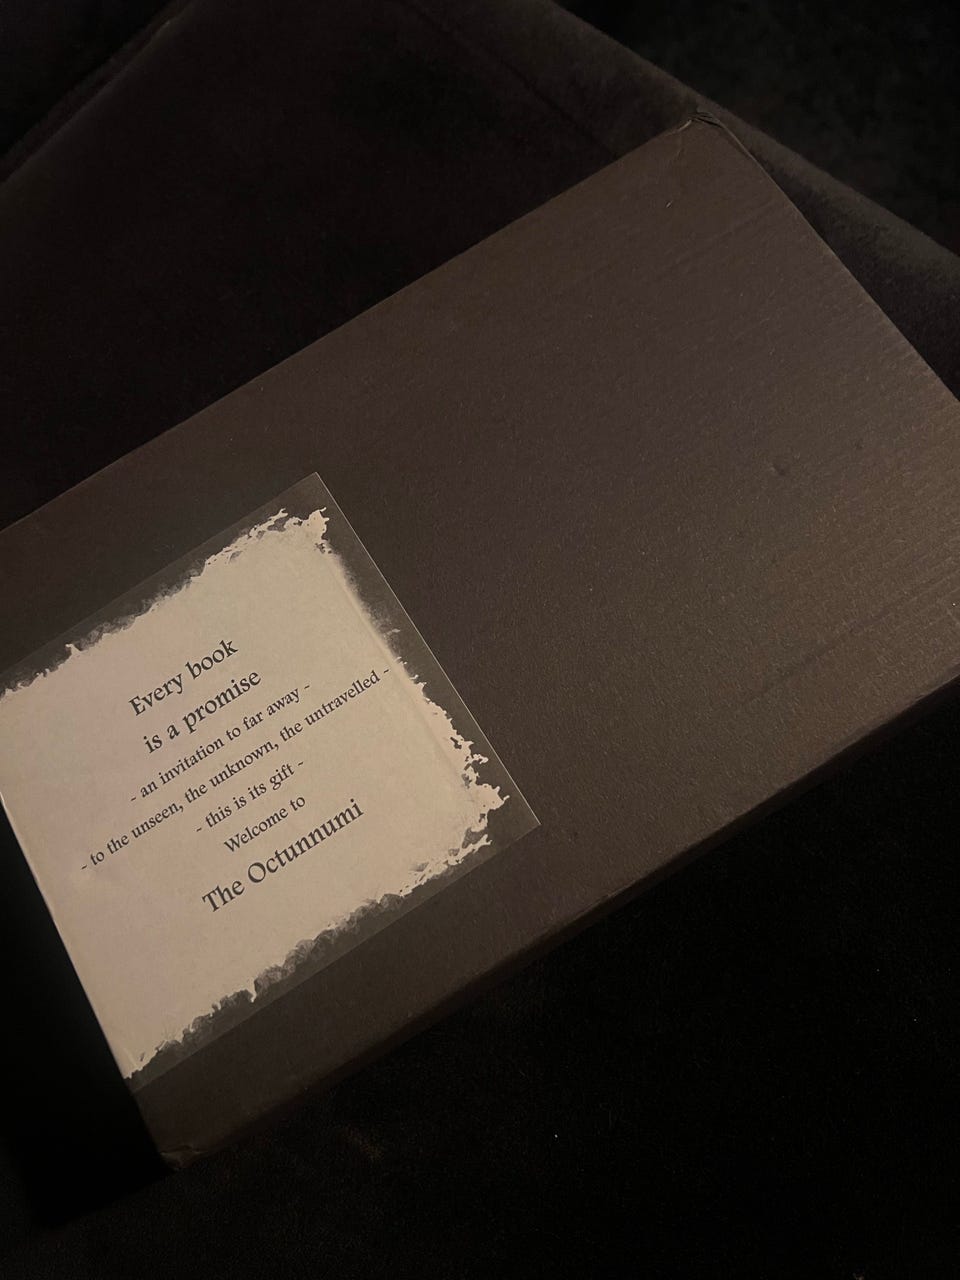 Every book
is a promise
- an invitation to far away -
- to the unseen, the unknown, the untravelled -
- this is its gift -
Welcome to
The Octunnumi